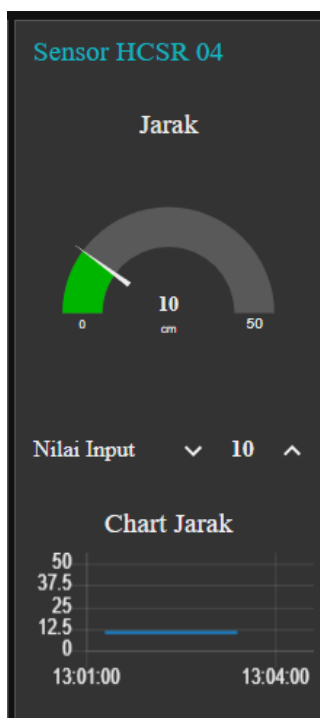 Sensor HCSR 04
Jarak
10
0 cm 50
Nilai Input 10
Chart Jarak
50
37.5
25
12.5
0
13:01:00 13:04:00